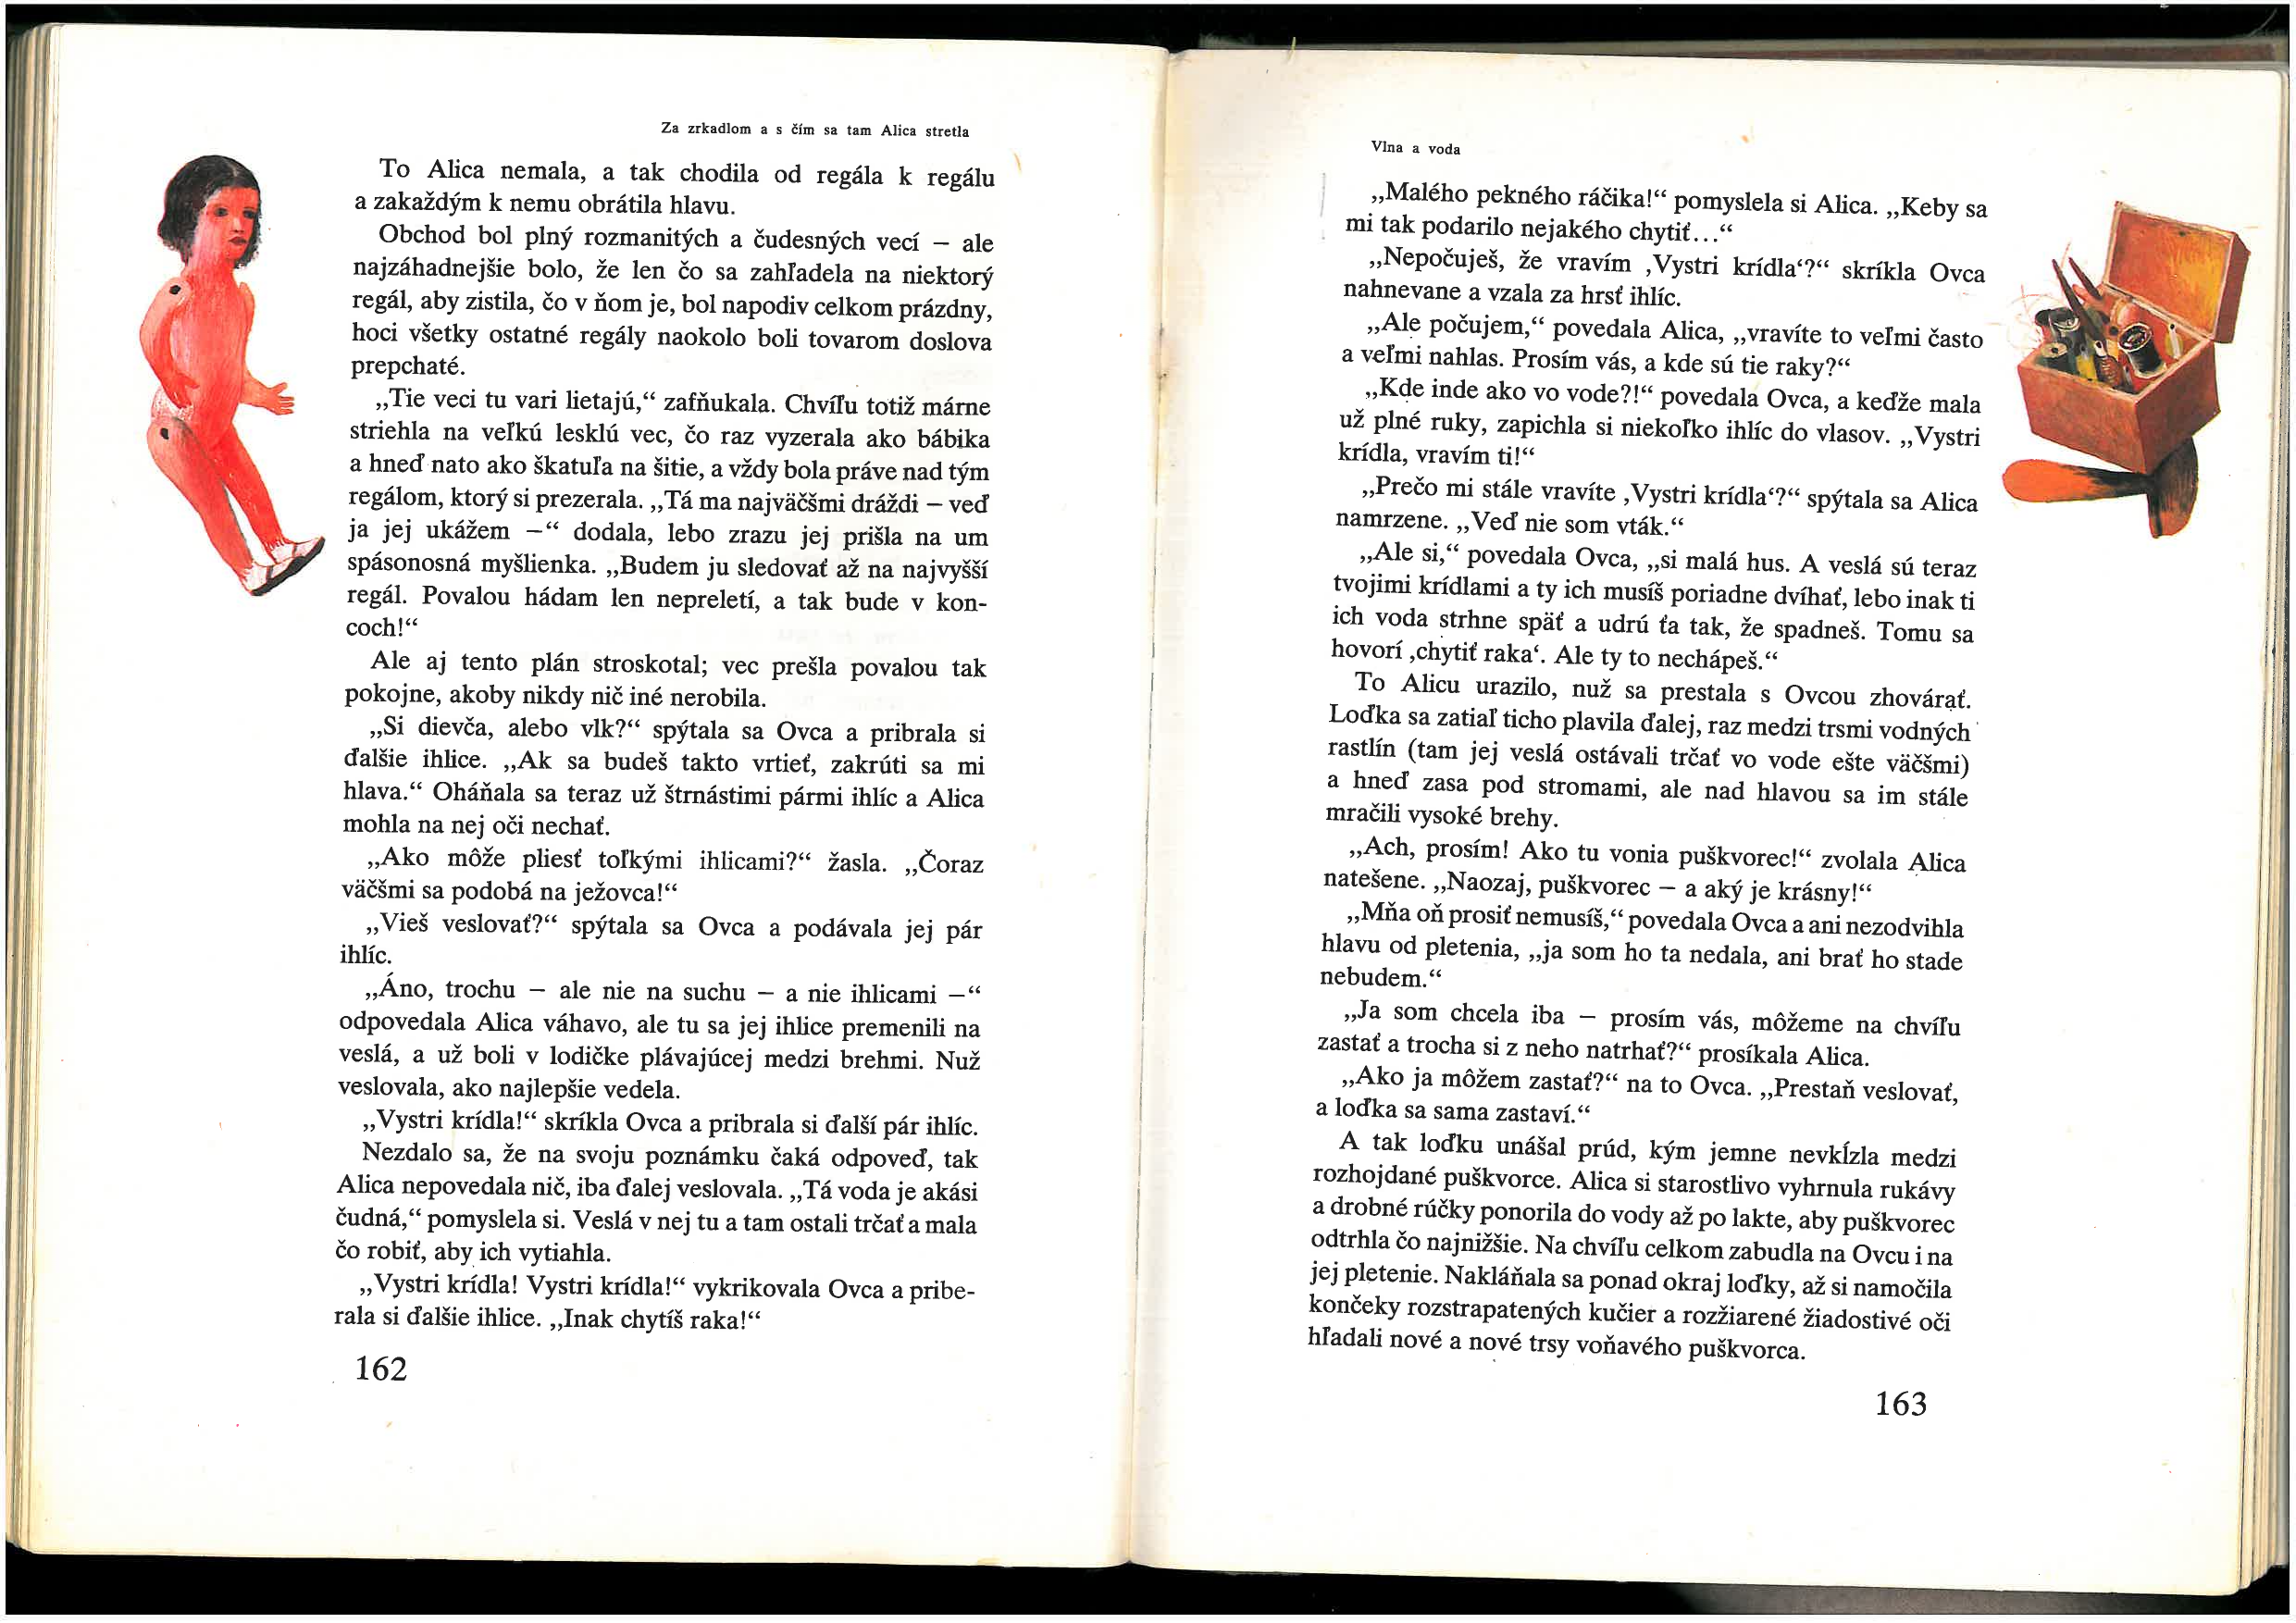 Za zrkadlom a s čím sa tam Alica stretla
To Alica nemala, a tak chodila od regála k regálu
a zakaždým k nemu obrátila hlavu.
Obchod bol plný rozmanitých a čudesných vecí — ale
najzáhadnejšie bolo, že len čo sa zahľadela na niektorý
regál, aby zistila, čo v ňom je, bol napodiv celkom prázdny,
hoci všetky ostatné regály naokolo boli tovarom doslova
prepchaté.
„Tie veci tu vari lietajú,“ zafňukala. Chvíľu totiž márne
striehla na veľkú lesklú vec, čo raz vyzerala ako bábika
a hneď nato ako škatuľa na šitie, a vždy bola práve nad tým
regálom, ktorý si prezerala. „Tá ma najväčšmi dráždi — veď
ja jej ukážem —“ dodala, lebo zrazu jej prišla na um
spásonosná myšlienka. „Budem ju sledovať až na najvyšší
regál. Povalou hádam len nepreletí, a tak bude v kon-
coch!“
Ale aj tento plán stroskotal; vec prešla povalou tak
pokojne, akoby nikdy nič iné nerobila.
„Si dievča, alebo vlk?“ spýtala sa Ovca a pribrala si
ďalšie ihlice. „Ak sa budeš takto vrtieť, zakrúti sa mi
hlava.“ Oháňala sa teraz už štrnástimi pármi ihlíc a Alica
mohla na nej oči nechať.
„Ako môže pliesť toľkými ihlicami?“ žasla. „Čoraz
väčšmi sa podobá na ježovca!“
„Vieš veslovať?“ spýtala sa Ovca a podávala jej pár
ihlíc.
„Áno, trochu — ale nie na suchu — a nie ihlicami —“
odpovedala Alica váhavo, ale tu sa jej ihlice premenili na
veslá, a už boli v lodičke plávajúcej medzi brehmi. Nuž
veslovala, ako najlepšie vedela.
„Vystri krídla!“ skríkla Ovca a pribrala si ďalší pár ihlíc.
Nezdalo sa, že na svoju poznámku čaká odpoveď, tak
Alica nepovedala nič, iba ďalej veslovala. „Tá voda je akási
čudná,“ pomyslela si. Veslá v nej tu a tam ostali trčať a mala
čo robiť, aby ich vytiahla.
„Vystri krídla! Vystri krídla!“ vykrikovala Ovca a pribe-
rala si ďalšie ihlice. „Inak chytíš raka!“
162
Vlna a voda
„Malého pekného ráčika!“ pomyslela si Alica. „Keby sa
mi tak podarilo nejakého chytiť...“
„Nepočuješ, že vravím ‚Vystri krídla‘?“ skríkla Ovca
nahnevane a vzala za hrsť ihlíc.
„Ale počujem,“ povedala Alica, „vravíte to veľmi často
a veľmi nahlas. Prosím vás, a kde sú tie raky?“
„Kde inde ako vo vode?!“ povedala Ovca, a keďže mala
už plné ruky, zapichla si niekoľko ihlíc do vlasov. „Vystri
krídla, vravím ti!“
„Prečo mi stále vravíte ‚Vystri krídla‘?“ spýtala sa Alica
namrzene. „Veď nie som vták.“
„Ale si,“ povedala Ovca, „si malá hus. A veslá sú teraz
tvojimi krídlami a ty ich musíš poriadne dvíhať, lebo inak ti
ich voda strhne späť a udrú ťa tak, že spadneš. Tomu sa
hovorí ‚chytiť raka‘. Ale ty to nechápeš.“
To Alicu urazilo, nuž sa prestala s Ovcou zhovárať.
Loďka sa zatiaľ ticho plavila ďalej, raz medzi trsmi vodných
rastlín (tam jej veslá ostávali trčať vo vode ešte väčšmi)
a hneď zasa pod stromami, ale nad hlavou sa im stále
mračili vysoké brehy.
„Ach, prosím! Ako tu vonia puškvorec!“ zvolala Alica
natešene. „Naozaj, puškvorec — a aký je krásny!“
„Mňa oň prosiť nemusíš,“ povedala Ovca a ani nezodvihla
hlavu od pletenia, „ja som ho ta nedala, ani brať ho stade
nebudem.“
„Ja som chcela iba — prosím vás, môžeme na chvíľu
zastať a trocha si z neho natrhať?“ prosíkala Alica.
„Ako ja môžem zastať?“ na to Ovca. „Prestaň veslovať,
a loďka sa sama zastaví.“
A tak loďku unášal prúd, kým jemne nevkĺzla medzi
rozhojdané puškvorce. Alica si starostlivo vyhrnula rukávy
a drobné rúčky ponorila do vody až po lakte, aby puškvorec
odtrhla čo najnižšie. Na chvíľu celkom zabudla na Ovcu i na
jej pletenie. Nakláňala sa ponad okraj loďky, až si namočila
končeky rozstrapatených kučier a rozžiarené žiadostivé oči
hľadali nové a nové trsy voňavého puškvorca.
163